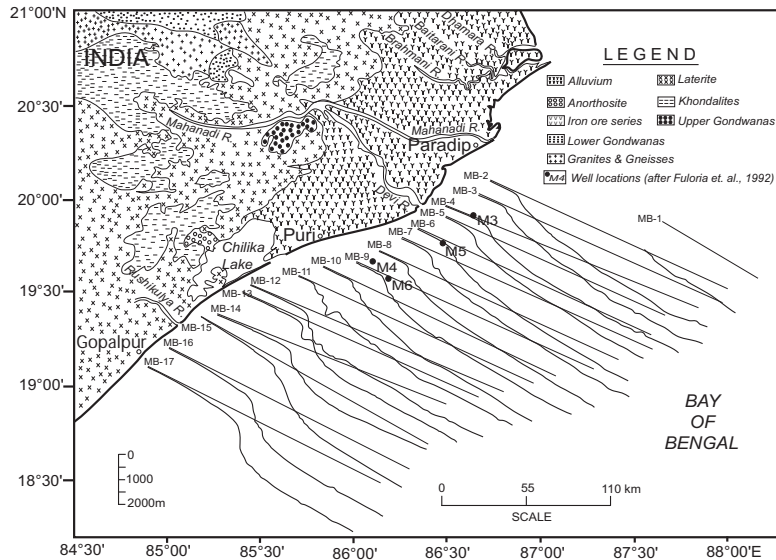 21°00'N
20°30'
20°00'
19°30'
19°00'
18°30'
84°30'
85°00'
85°30'
86°00'
86°30'
87°00'
87°30'
88°00'E
INDIA
Dhamara R.
Baitarani R.
Brahmani R.
Mahanadi R.
Mahanadi R.
Paradip
Devi R.
Puri
Chilika
Lake
Rushikulya R.
Gopalpur
LEGEND
Alluvium
Laterite
Anorthosite
Khondalites
Iron ore series
Upper Gondwanas
Lower Gondwanas
Granites & Gneisses
M4 Well locations (after Fuloria et. al., 1992)
MB-1
MB-2
MB-3
MB-4
MB-5
MB-6
MB-7
MB-8
MB-9
MB-10
MB-11
MB-12
MB-13
MB-14
MB-15
MB-16
MB-17
M3
M5
M4
M6
BAY
OF
BENGAL
0
1000
2000m
0 55 110 km
SCALE